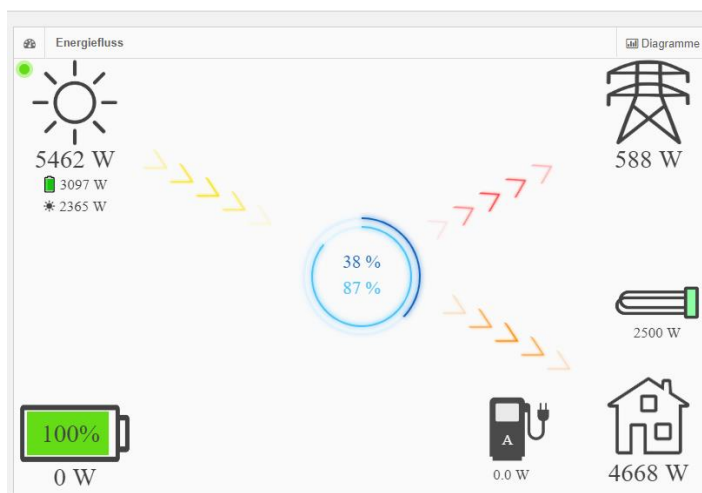 Energiefluss
Diagramme
5462 W
3097 W
2365 W
588 W
38 %
87 %
2500 W
100%
0 W
A
0.0 W
4668 W